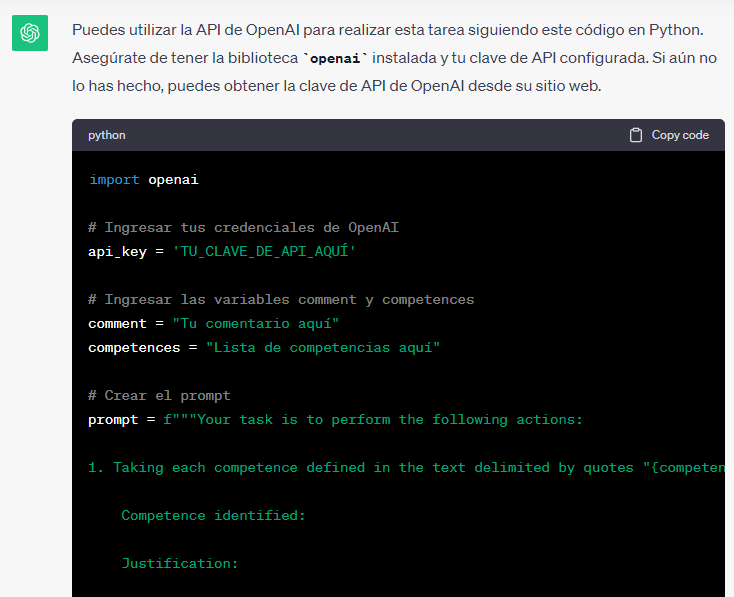 Puedes utilizar la API de OpenAI para realizar esta tarea siguiendo este código en Python.
Asegúrate de tener la biblioteca `openai` instalada y tu clave de API configurada. Si aún no
lo has hecho, puedes obtener la clave de API de OpenAI desde su sitio web.
python Copy code
import openai
# Ingresar tus credenciales de OpenAI
api_key = 'TU_CLAVE_DE_API_AQUÍ'
# Ingresar las variables comment y competences
comment = "Tu comentario aquí"
competences = "Lista de competencias aquí"
# Crear el prompt
prompt = f"""Your task is to perform the following actions:
1. Taking each competence defined in the text delimited by quotes "{competen
Competence identified:
Justification: